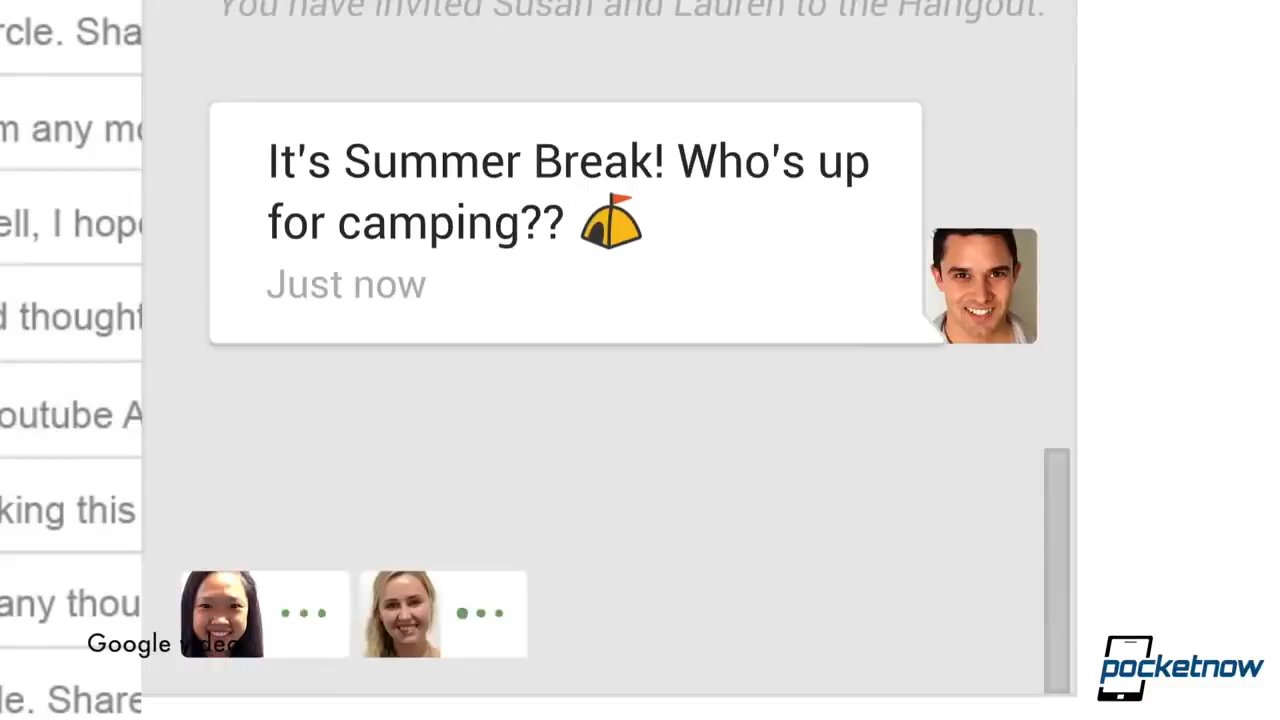 You have invited Susan and Lauren to the Hangout.
rcle. Sha
m any mo
It's Summer Break! Who's up
for camping??
Just now
ell, I hope
d thought
outube A
king this
any thou
Google video
pocketnow
le. Share